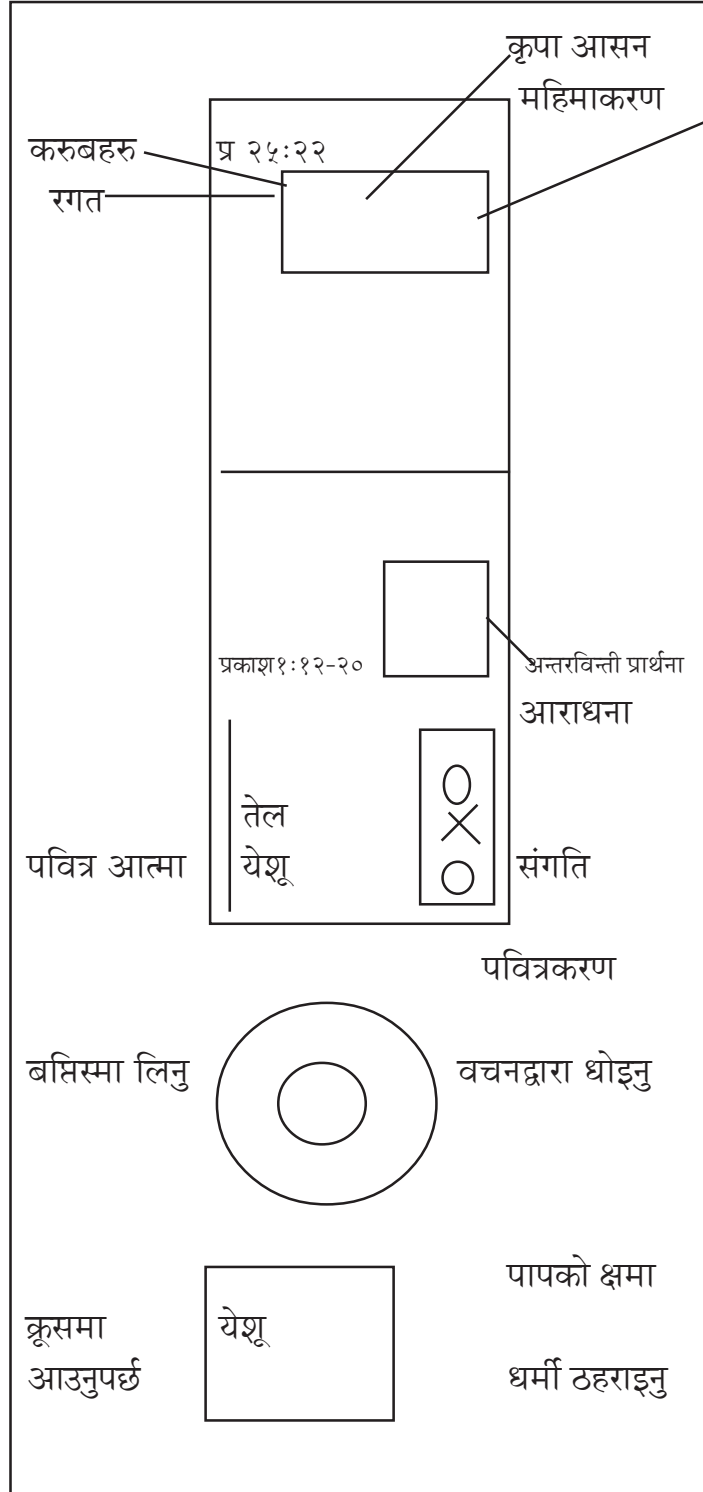 कृपा आसन
महिमाकरण
करुबहरु
प्र २५:२२
रगत
प्रकाश१:१२-२०
अन्तरविन्ती प्रार्थना
आराधना
तेल
पवित्र आत्मा
येशू
संगति
पवित्रकरण
बप्तिस्मा लिनु
वचनद्वारा धोइनु
पापको क्षमा
क्रूसमा
येशू
आउनुपर्छ
धर्मी ठहराइनु